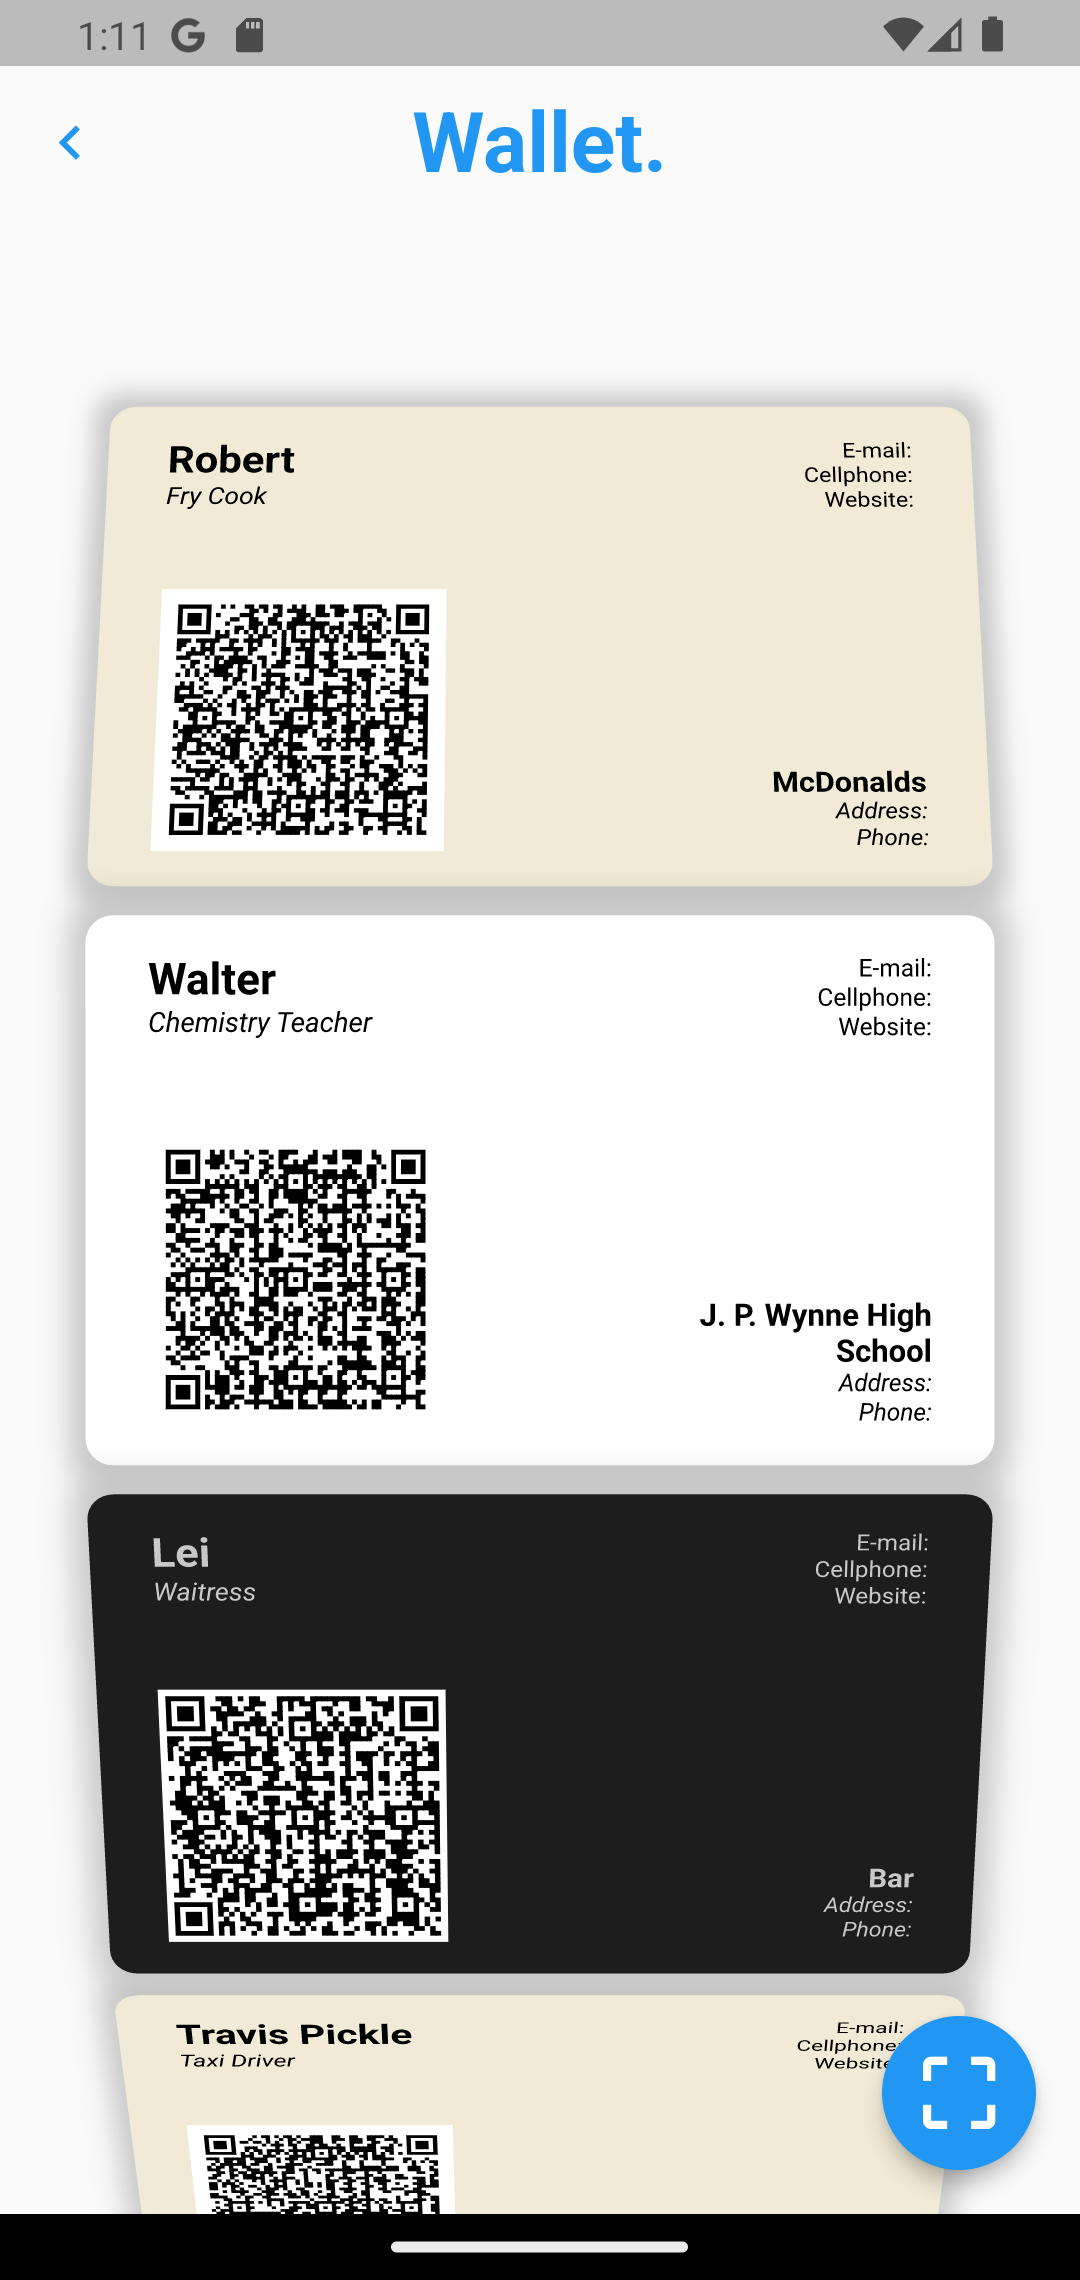 1:11
Wallet.
Robert
Fry Cook
E-mail:
Cellphone:
Website:
McDonalds
Address:
Phone:
Walter
Chemistry Teacher
E-mail:
Cellphone:
Website:
J. P. Wynne High
School
Address:
Phone:
Lei
Waitress
E-mail:
Cellphone:
Website:
Bar
Address:
Phone:
Travis Pickle
Taxi Driver
E-mail:
Cellphone:
Website